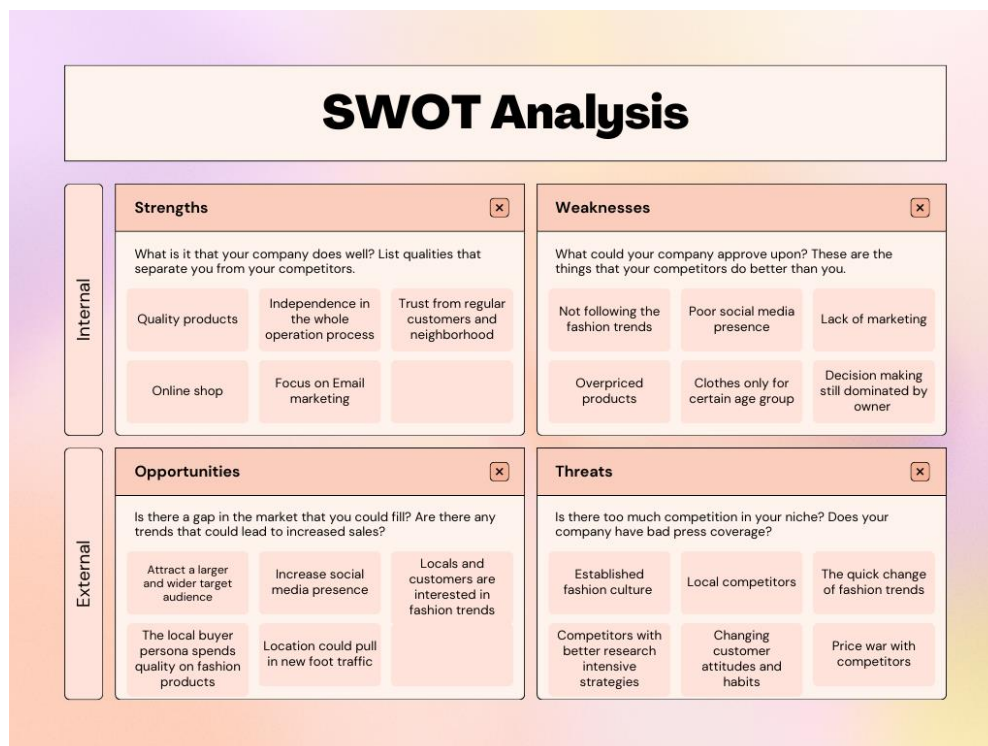 SWOT Analysis
Internal
Strengths
What is it that your company does well? List qualities that
separate you from your competitors.
Quality products
Independence in
the whole
operation process
Trust from regular
customers and
neighborhood
Online shop
Focus on Email
marketing
Weaknesses
What could your company approve upon? These are the
things that your competitors do better than you.
Not following the
fashion trends
Poor social media
presence
Lack of marketing
Overpriced
products
Clothes only for
certain age group
Decision making
still dominated by
owner
External
Opportunities
Is there a gap in the market that you could fill? Are there any
trends that could lead to increased sales?
Attract a larger
and wider target
audience
Increase social
media presence
Locals and
customers are
interested in
fashion trends
The local buyer
persona spends
quality on fashion
products
Location could pull
in new foot traffic
Threats
Is there too much competition in your niche? Does your
company have bad press coverage?
Established
fashion culture
Local competitors
The quick change
of fashion trends
Competitors with
better research
intensive
strategies
Changing
customer
attitudes and
habits
Price war with
competitors